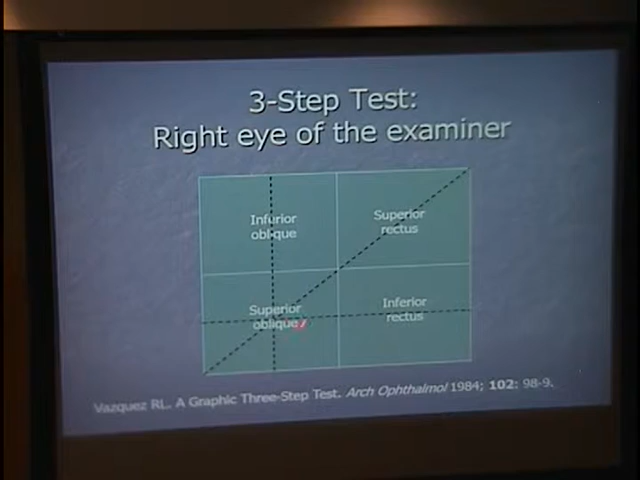 3-Step Test:
Right eye of the examiner
Inferior
oblique
Superior
rectus
Superior
oblique
Inferior
rectus
Vazquez RL. A Graphic Three-Step Test. Arch Ophthalmol 1984; 102: 98-9.